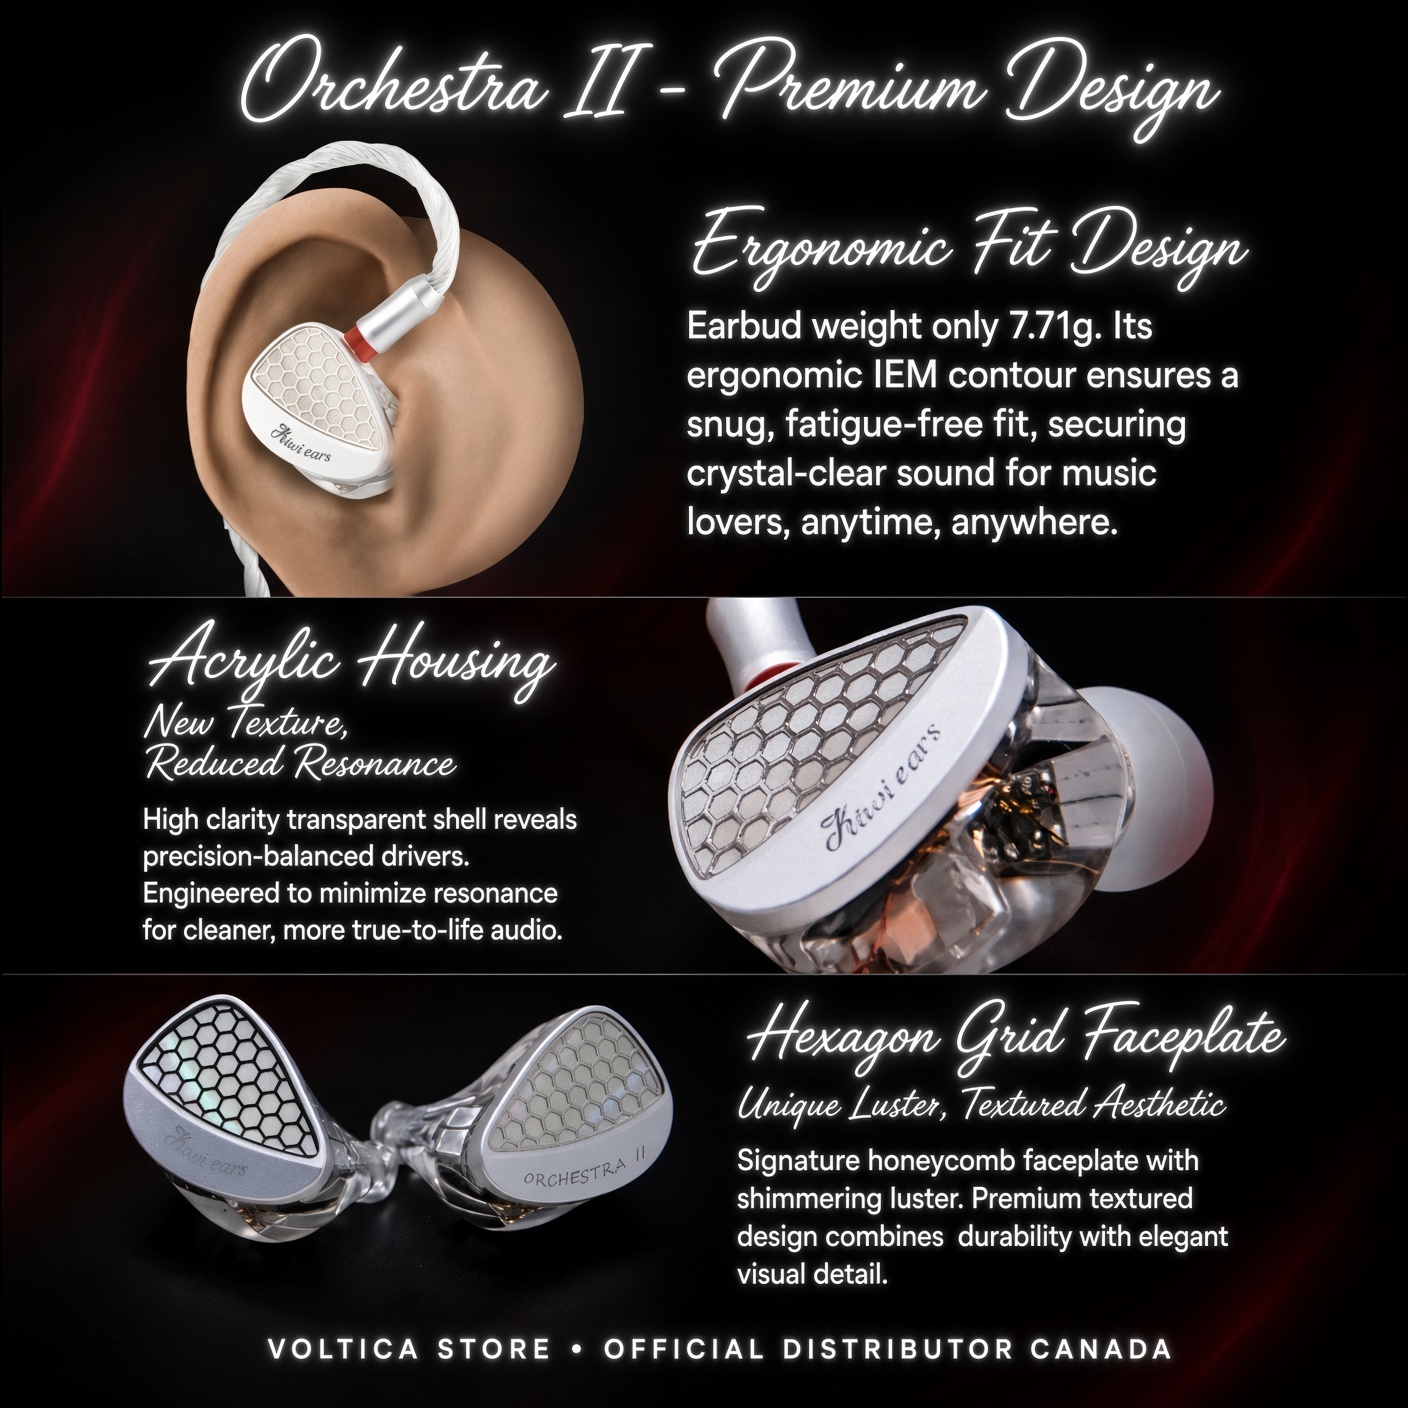 Orchestra II - Premium Design
Kiwi ears
Ergonomic Fit Design
Earbud weight only 7.71g. Its
ergonomic IEM contour ensures a
snug, fatigue-free fit, securing
crystal-clear sound for music
lovers, anytime, anywhere.
Acrylic Housing
New Texture,
Reduced Resonance
High clarity transparent shell reveals
precision-balanced drivers.
Engineered to minimize resonance
for cleaner, more true-to-life audio.
Kiwi ears
Kiwi ears
ORCHESTRA II
Hexagon Grid Faceplate
Unique Luster, Textured Aesthetic
Signature honeycomb faceplate with
shimmering luster. Premium textured
design combines  durability with elegant
visual detail.
VOLTICA STORE • OFFICIAL DISTRIBUTOR CANADA